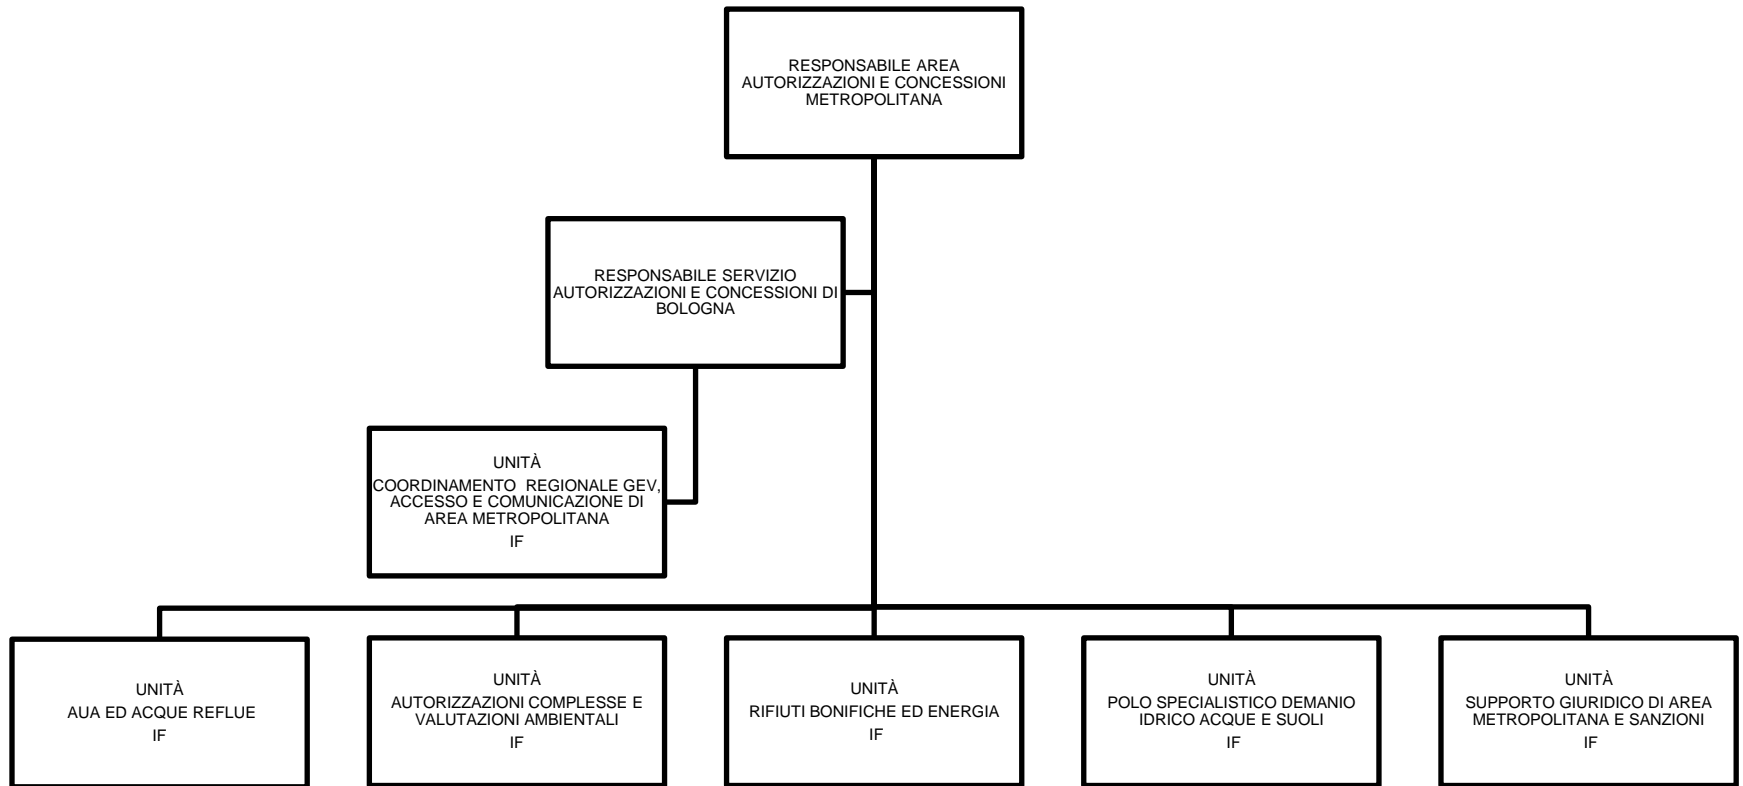 RESPONSABILE AREA
AUTORIZZAZIONI E CONCESSIONI
METROPOLITANA
RESPONSABILE SERVIZIO
AUTORIZZAZIONI E CONCESSIONI DI
BOLOGNA
UNITÀ
COORDINAMENTO REGIONALE GEV,
ACCESSO E COMUNICAZIONE DI
AREA METROPOLITANA
IF
UNITÀ
AUA ED ACQUE REFLUE
IF
UNITÀ
AUTORIZZAZIONI COMPLESSE E
VALUTAZIONI AMBIENTALI
IF
UNITÀ
RIFIUTI BONIFICHE ED ENERGIA
IF
UNITÀ
POLO SPECIALISTICO DEMANIO
IDRICO ACQUE E SUOLI
IF
UNITÀ
SUPPORTO GIURIDICO DI AREA
METROPOLITANA E SANZIONI
IF